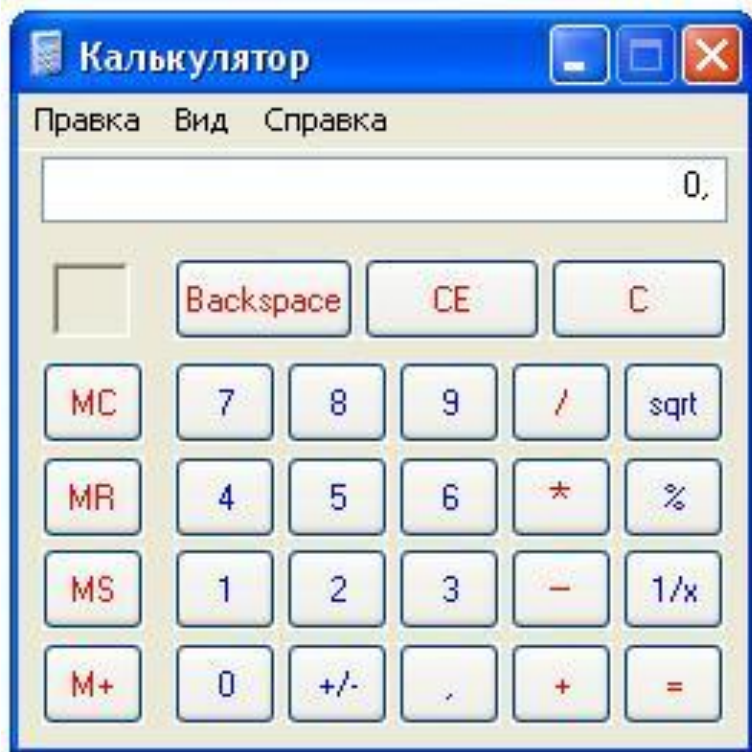 Калькулятор
Правка Вид Справка
0,
Backspace CE C
MC 7 8 9 / sqrt
MR 4 5 6 * %
MS 1 2 3 - 1/x
M+ 0 +/- , + =